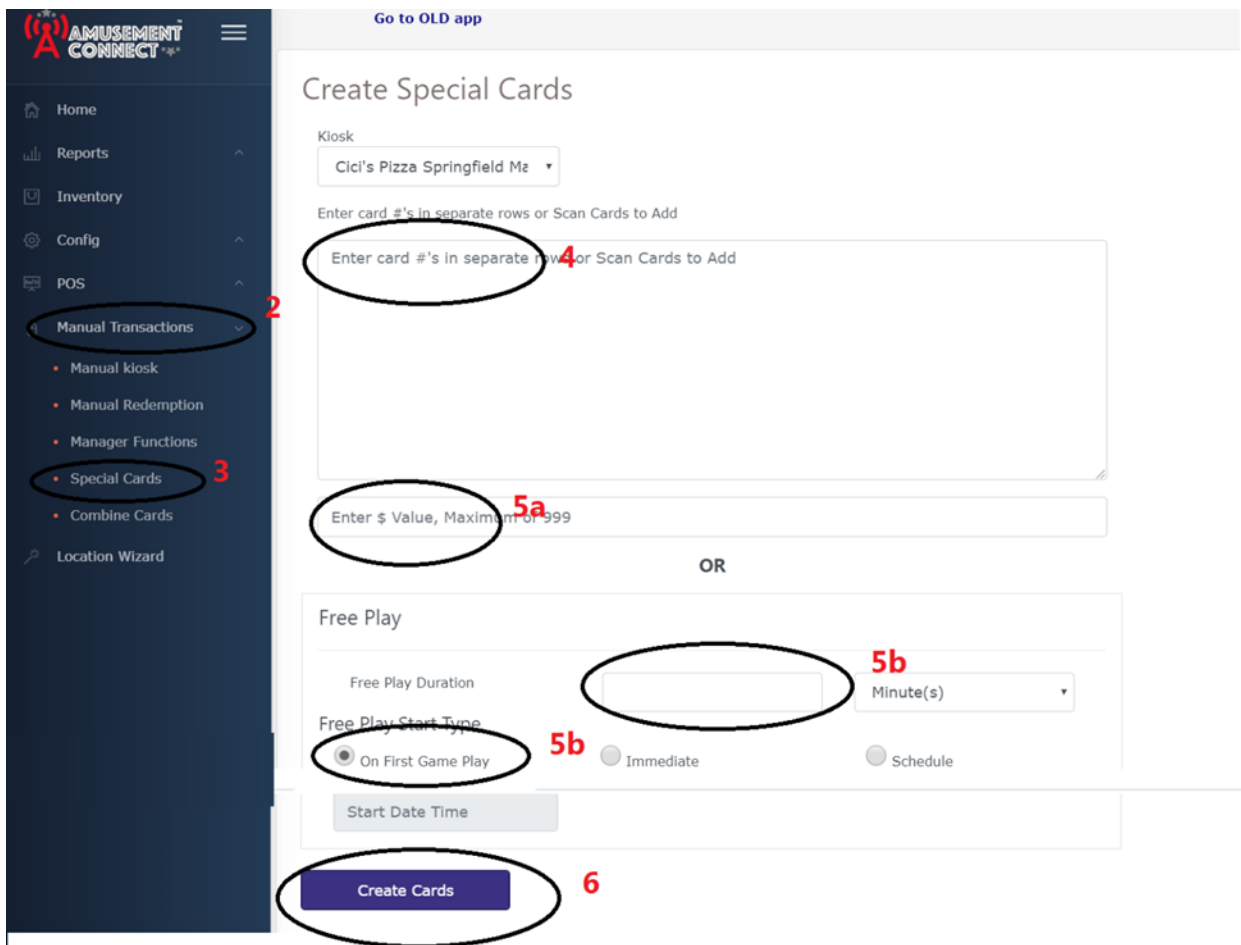 AMUSEMENT
CONNECT
Go to OLD app
Home
Reports
Inventory
Config
POS
Manual Transactions 2
Manual kiosk
Manual Redemption
Manager Functions
Special Cards 3
Combine Cards
Location Wizard
Create Special Cards
Kiosk
Cici's Pizza Springfield Ma
Enter card #'s in separate rows or Scan Cards to Add
Enter card #'s in separate rows or Scan Cards to Add 4
Enter $ Value, Maximum of 999 5a
OR
Free Play
Free Play Duration Minute(s) 5b
Free Play Start Type
On First Game Play 5b Immediate Schedule
Start Date Time
Create Cards 6